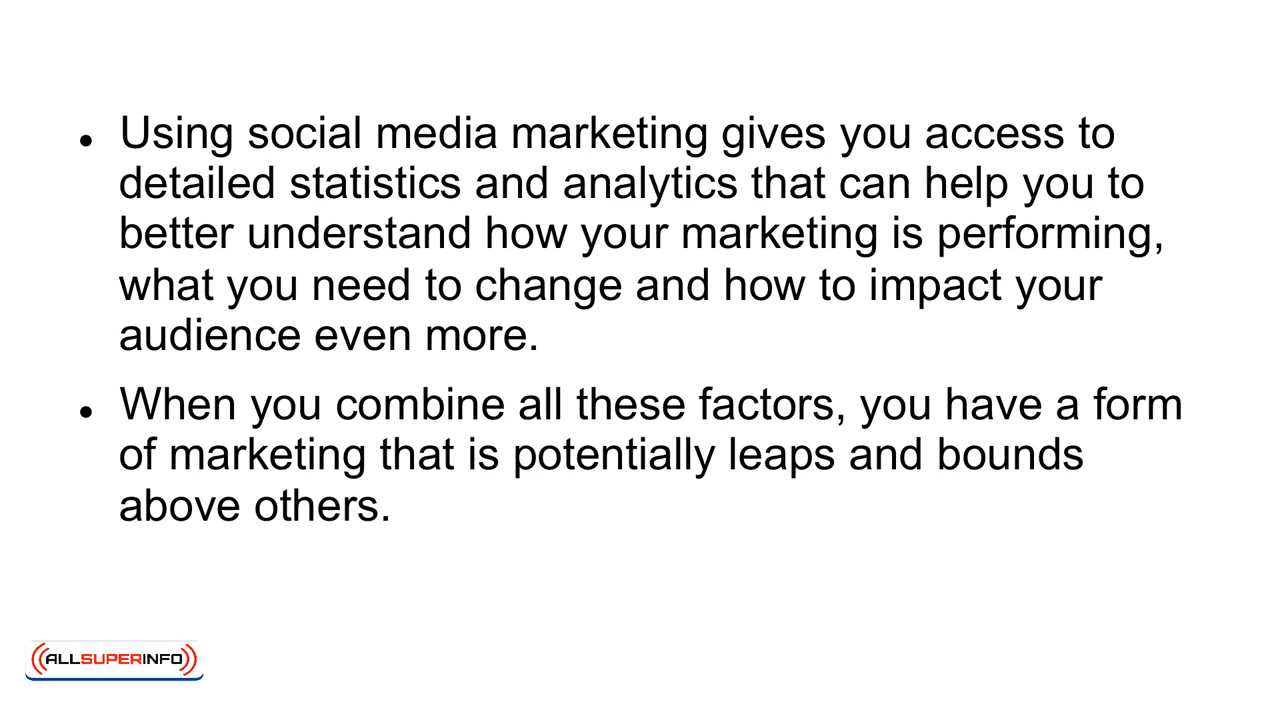 ● Using social media marketing gives you access to
detailed statistics and analytics that can help you to
better understand how your marketing is performing,
what you need to change and how to impact your
audience even more.
● When you combine all these factors, you have a form
of marketing that is potentially leaps and bounds
above others.
ALLSUPERINFO